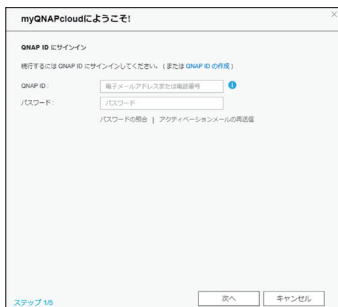 myQNAPcloudにようこそ!
QNAP ID にサインイン
続行するには QNAP ID にサインインしてください。(または QNAP ID の作成)
QNAP ID : 電子メールアドレスまたは電話番号
パスワード : パスワード
パスワードの照会 | アクティベーションメールの再送信
ステップ 1/5 次へ キャンセル